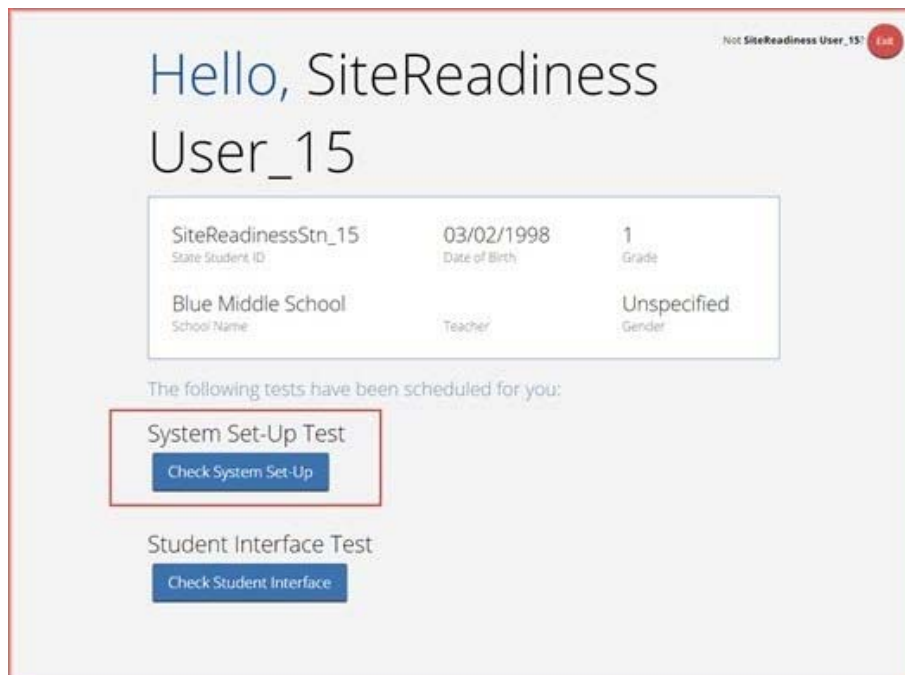 Not SiteReadiness User_15?
Exit
Hello, SiteReadiness
User_15
SiteReadinessStn_15 03/02/1998 1
State Student ID Date of Birth Grade
Blue Middle School Unspecified
School Name Teacher Gender
The following tests have been scheduled for you:
System Set-Up Test
Check System Set-Up
Student Interface Test
Check Student Interface